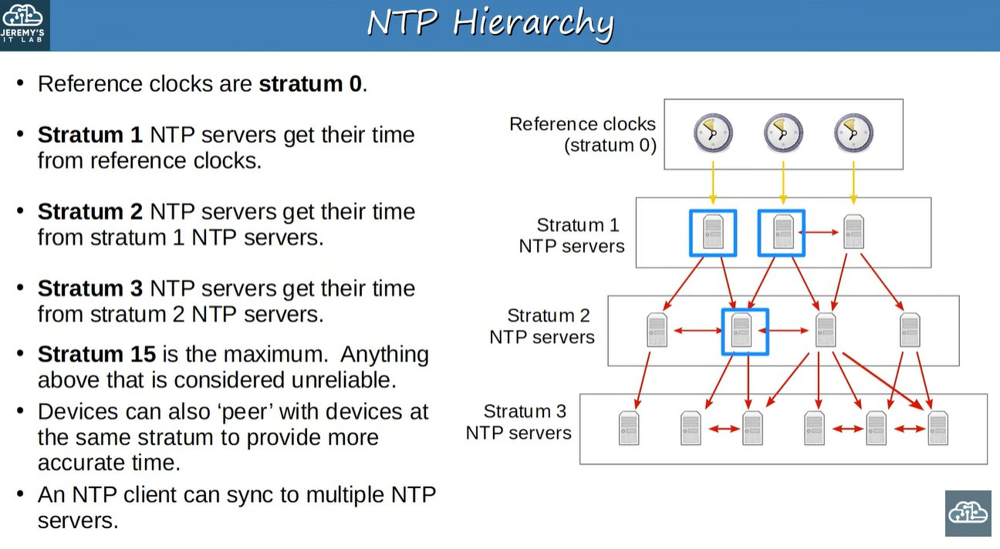 JEREMY'S
IT LAB
NTP Hierarchy
• Reference clocks are stratum 0.
• Stratum 1 NTP servers get their time
from reference clocks.
• Stratum 2 NTP servers get their time
from stratum 1 NTP servers.
• Stratum 3 NTP servers get their time
from stratum 2 NTP servers.
• Stratum 15 is the maximum.  Anything
above that is considered unreliable.
• Devices can also ‘peer’ with devices at
the same stratum to provide more
accurate time.
• An NTP client can sync to multiple NTP
servers.
Reference clocks
(stratum 0)
Stratum 1
NTP servers
Stratum 2
NTP servers
Stratum 3
NTP servers